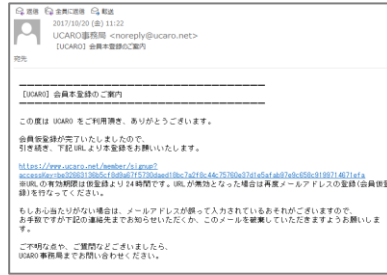 返信 全員に返信 転送
2017/10/20 (金) 11:22
UCARO事務局 <noreply@ucaro.net>
【UCARO】会員本登録のご案内
宛先
【UCARO】会員本登録のご案内
この度は UCARO をご利用頂き、ありがとうございます。
会員仮登録が完了いたしましたので、
引き続き、下記 URL より本登録をお願いいたします。
https://www.ucaro.net/member/signup?
※URLの有効期限は仮登録より24時間です。URLが無効となった場合は再度メールアドレスの登録(会員仮登
録)を行なってください。
もしお心当たりがない場合は、メールアドレスが誤って入力されているおそれがございますので、
お手数ですが下記の連絡先までお知らせいただくか、このメールを破棄していただきますようお願いしま
す。
ご不明な点や、ご質問などございましたら、
UCARO事務局までお問い合わせください。